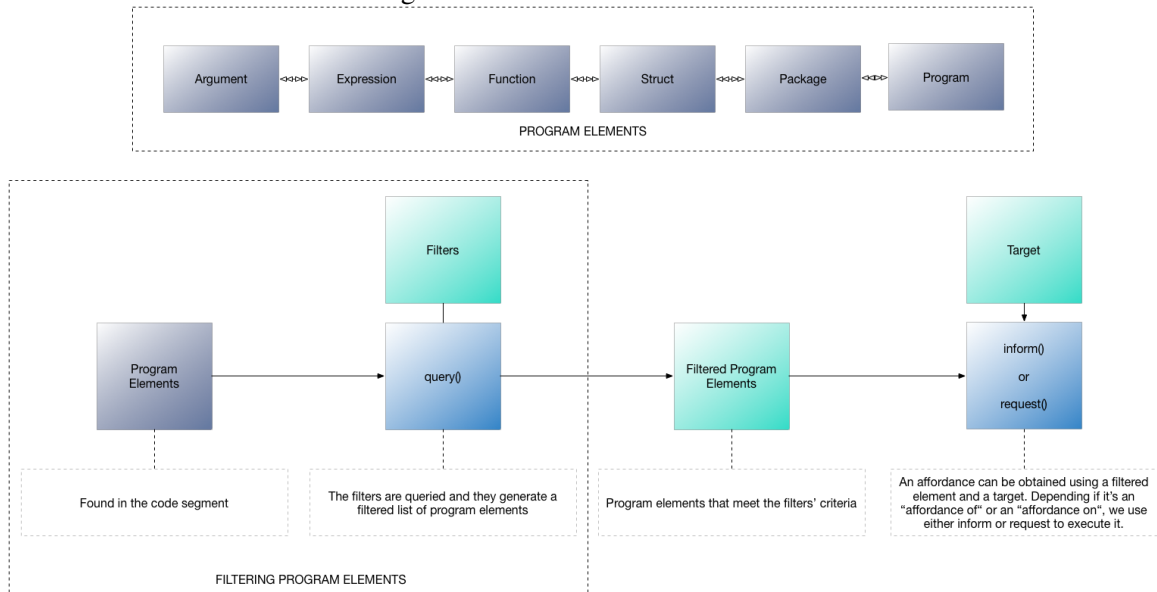 Argument
Expression
Function
Struct
Package
Program
PROGRAM ELEMENTS
Filters
Target
Program
Elements
query()
Filtered Program
Elements
inform()
or
request()
Found in the code segment
The filters are queried and they generate a
filtered list of program elements
Program elements that meet the filters’ criteria
An affordance can be obtained using a filtered
element and a target. Depending if it’s an
“affordance of“ or an “affordance on“, we use
either inform or request to execute it.
FILTERING PROGRAM ELEMENTS